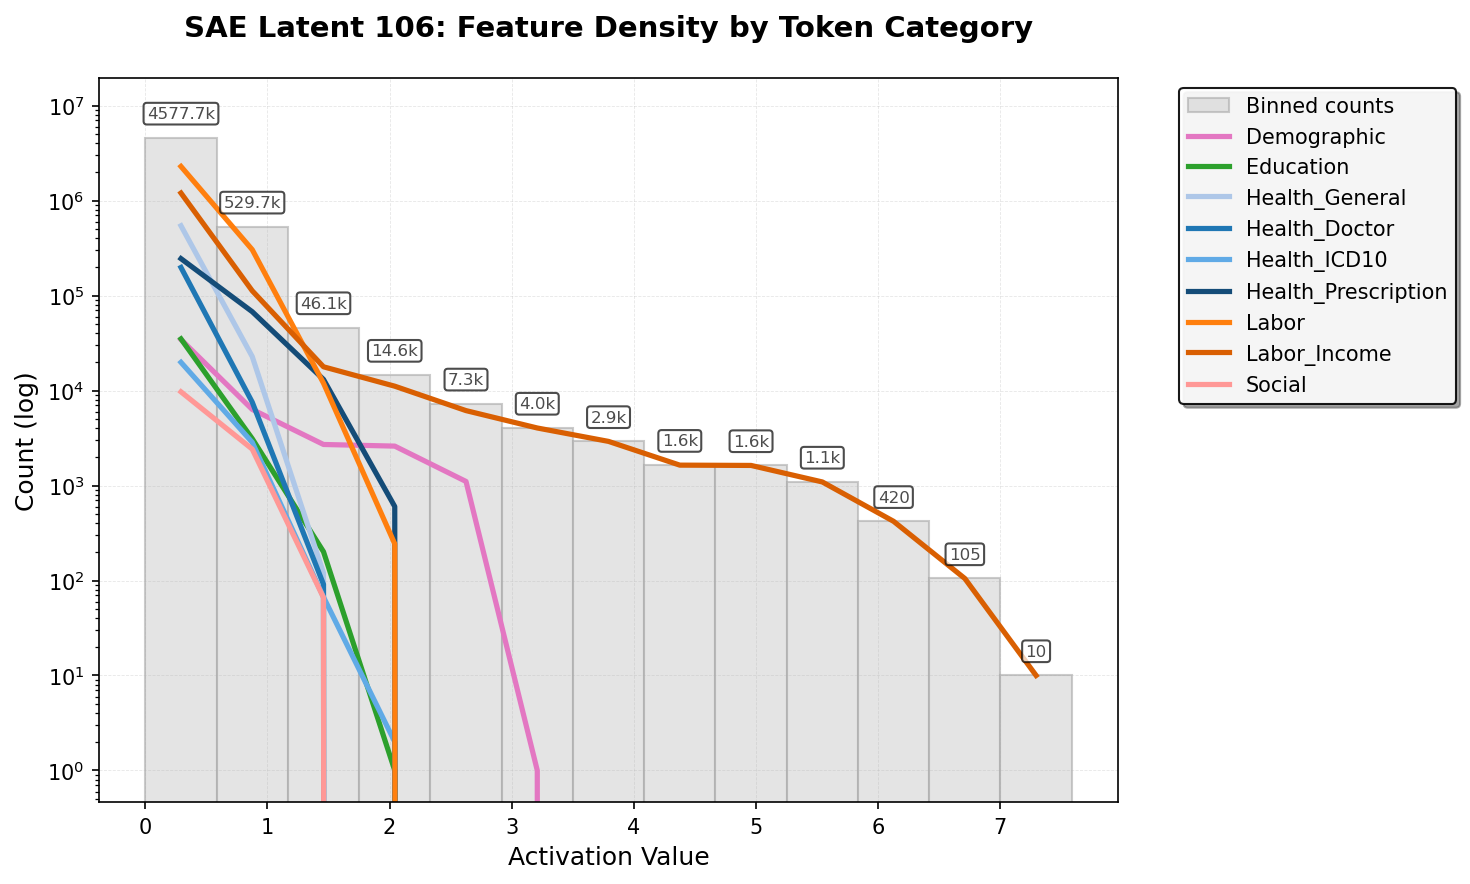 SAE Latent 106: Feature Density by Token Category
Count (log)
10⁷
10⁶
10⁵
10⁴
10³
10²
10¹
10⁰
4577.7k
529.7k
46.1k
14.6k
7.3k
4.0k
2.9k
1.6k
1.6k
1.1k
420
105
10
0 1 2 3 4 5 6 7
Activation Value
Binned counts
Demographic
Education
Health_General
Health_Doctor
Health_ICD10
Health_Prescription
Labor
Labor_Income
Social